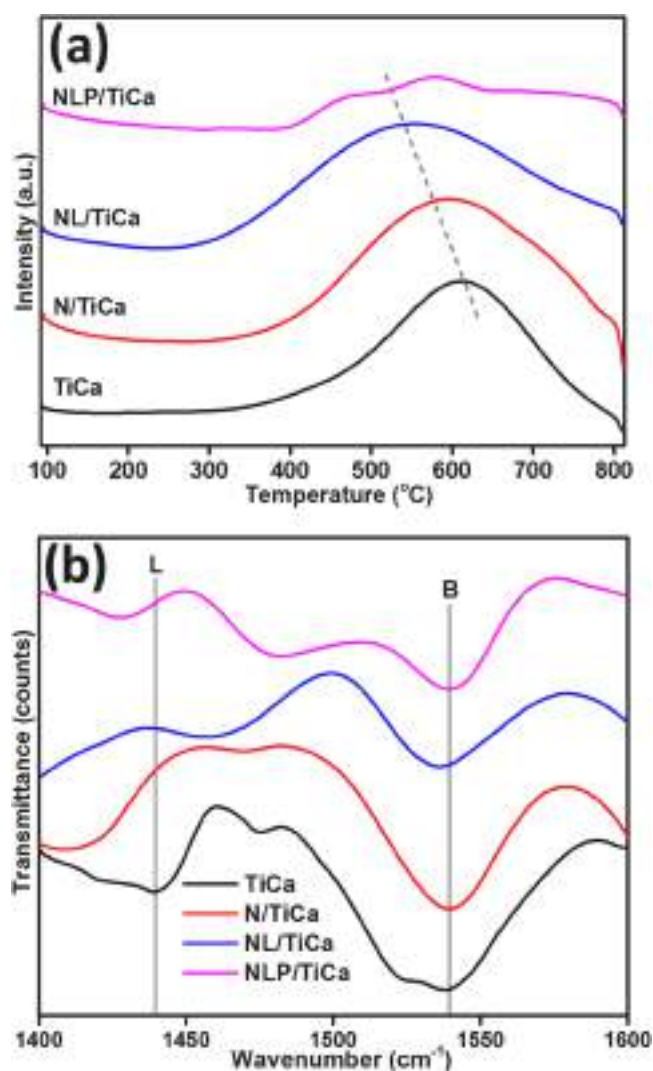 (a)
NLP/TiCa
NL/TiCa
N/TiCa
TiCa
Intensity (a.u.)
100 200 300 400 500 600 700 800
Temperature (°C)
(b)
L
B
Transmittance (counts)
TiCa
N/TiCa
NL/TiCa
NLP/TiCa
1400 1450 1500 1550 1600
Wavenumber (cm⁻¹)